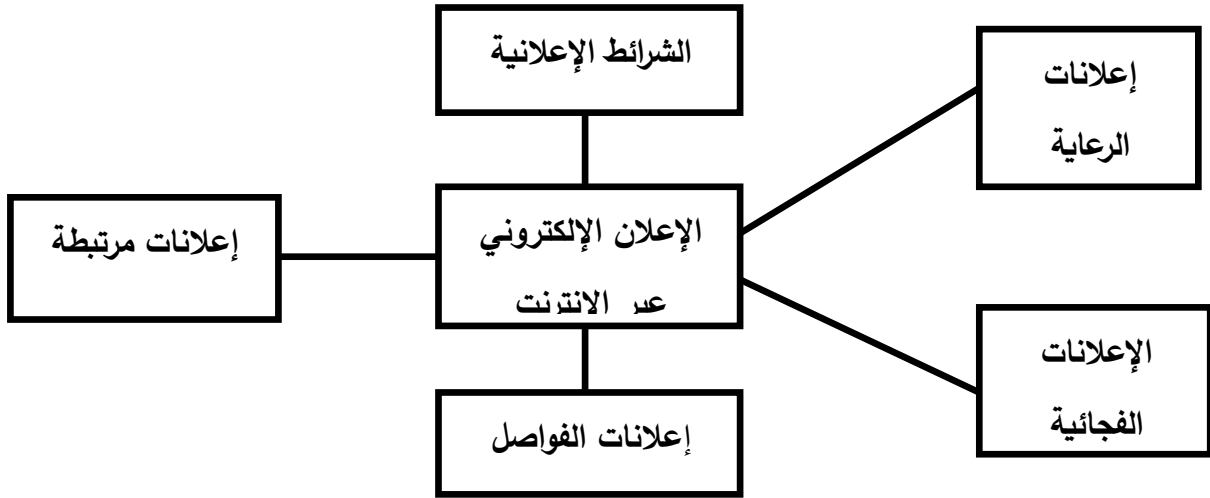 الشرائط الإعلانية
إعلانات
الرعاية
الإعلان الإلكتروني
عبر الانترنت
إعلانات مرتبطة
الإعلانات
الفجائية
إعلانات الفواصل